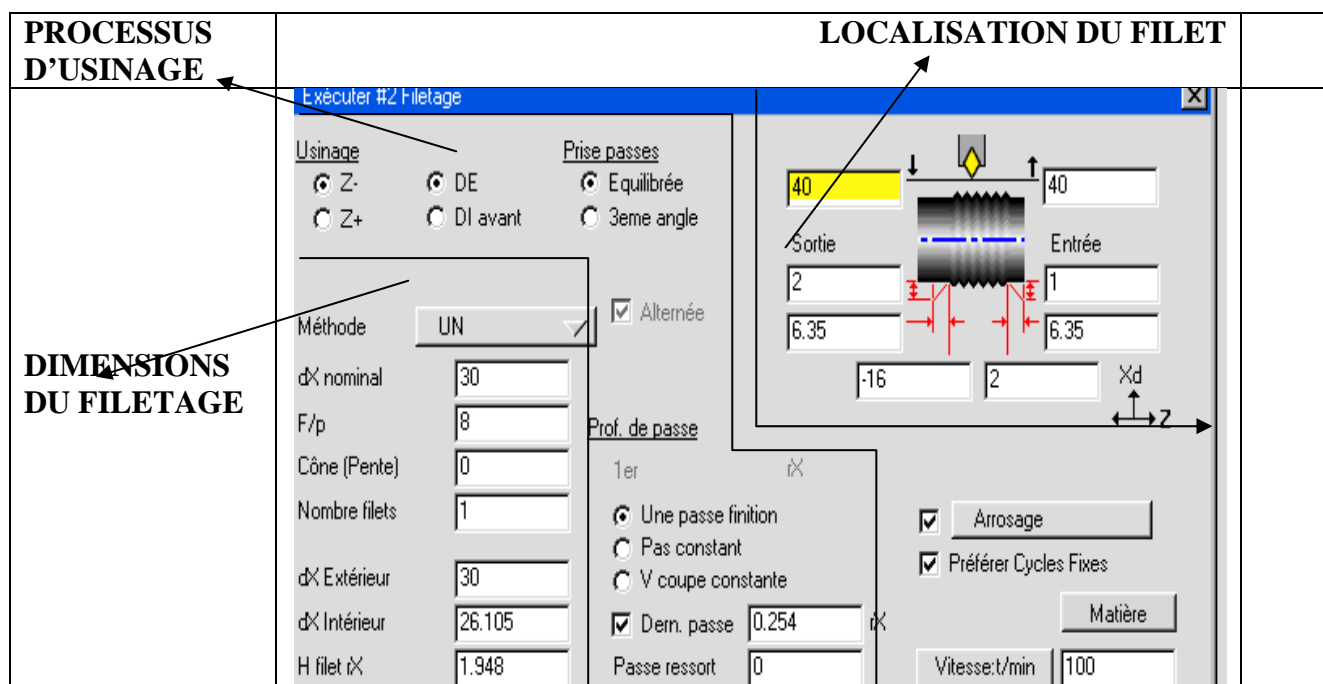 PROCESSUS
D'USINAGE
LOCALISATION DU FILET
DIMENSIONS
DU FILETAGE
Exécuter #2 Filetage
Usinage
Prise passes
Z-
DE
Equilibrée
Z+
DI avant
3eme angle
40
40
Sortie
Entrée
2
1
6.35
6.35
-16
2
Xd
Z
Méthode
UN
Alternée
dX nominal
30
F/p
8
Prof. de passe
Cône (Pente)
0
1er
rX
Nombre filets
1
Une passe finition
Arrosage
Pas constant
Préférer Cycles Fixes
dX Extérieur
30
V coupe constante
dX Intérieur
26.105
Dern. passe
0.254
rX
Matière
H filet rX
1.948
Passe ressort
0
Vitesse:t/min
100